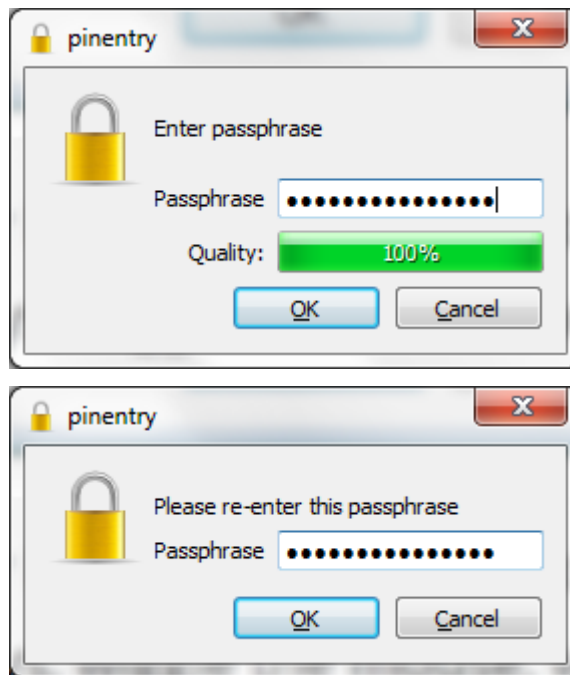 pinentry
Enter passphrase
Passphrase ●●●●●●●●●●●●●●●
Quality: 100%
OK Cancel
pinentry
Please re-enter this passphrase
Passphrase ●●●●●●●●●●●●●●●
OK Cancel